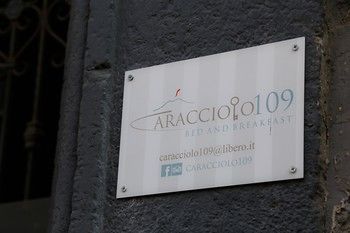 CARACCIOLO109
BED AND BREAKFAST
caracciolo109@libero.it
f CARACCIOLO109